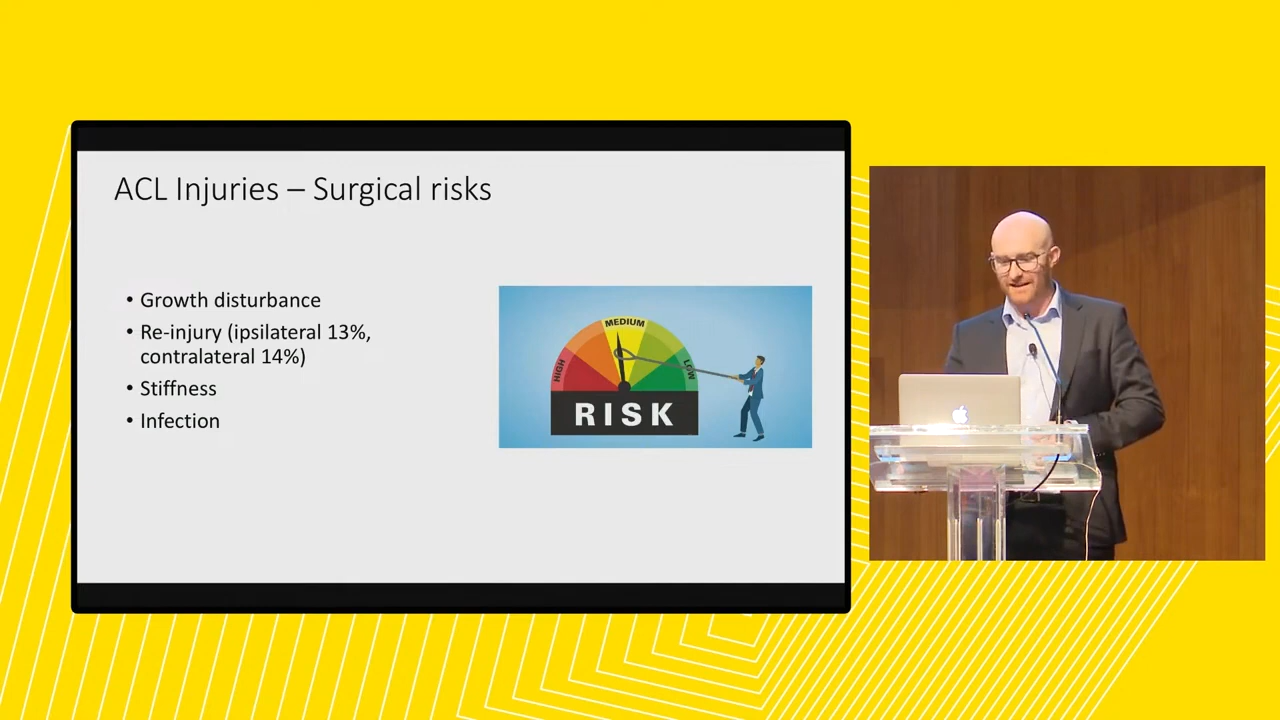 ACL Injuries – Surgical risks
• Growth disturbance
• Re-injury (ipsilateral 13%,
contralateral 14%)
• Stiffness
• Infection
HIGH
MEDIUM
LOW
RISK